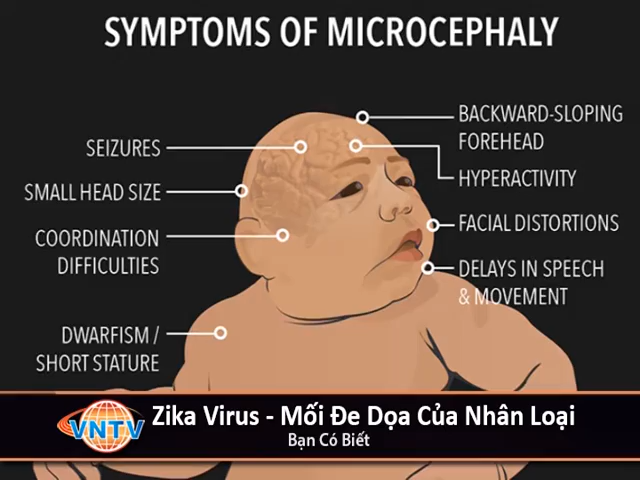 SYMPTOMS OF MICROCEPHALY
SEIZURES
SMALL HEAD SIZE
COORDINATION
DIFFICULTIES
DWARFISM /
SHORT STATURE
BACKWARD-SLOPING
FOREHEAD
HYPERACTIVITY
FACIAL DISTORTIONS
DELAYS IN SPEECH
& MOVEMENT
VNTV
Zika Virus - Mối Đe Dọa Của Nhân Loại
Bạn Có Biết